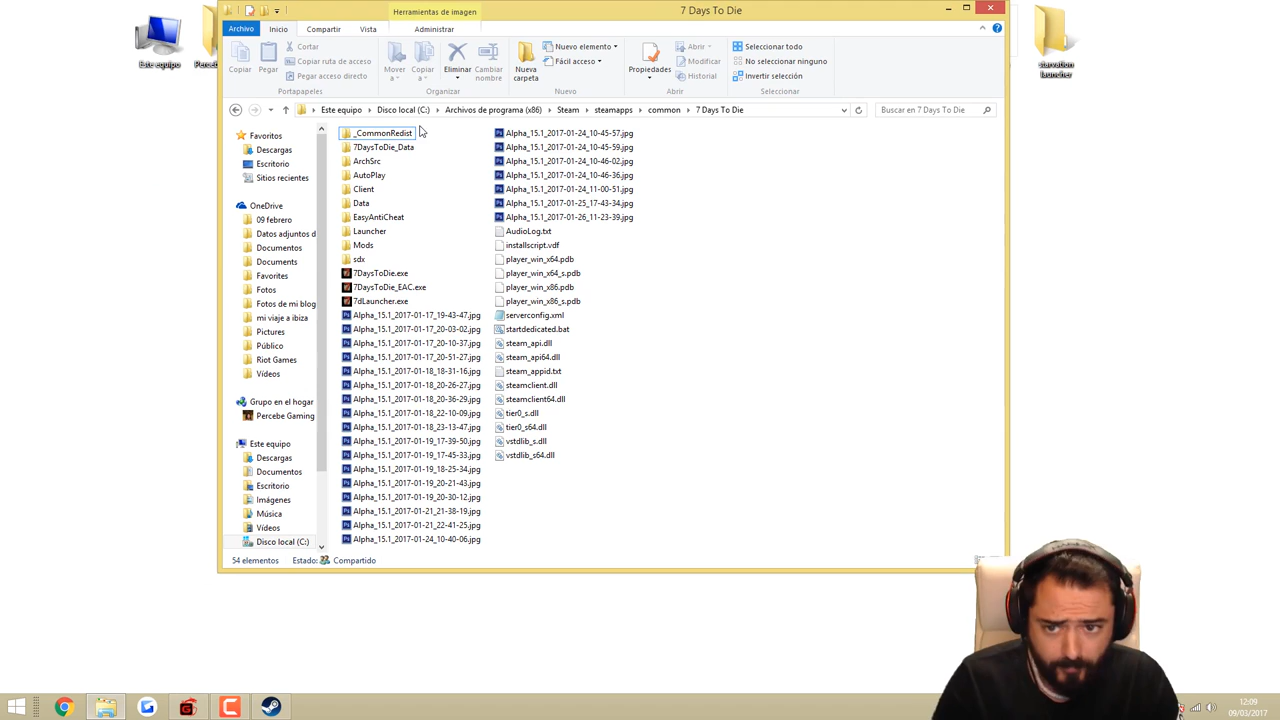 Este equipo
Perceb
starvation
launcher
Herramientas de imagen
7 Days To Die
Archivo
Inicio
Compartir
Vista
Administrar
Copiar
Pegar
Cortar
Copiar ruta de acceso
Pegar acceso directo
Mover
a
Copiar
a
Eliminar
Cambiar
nombre
Nueva
carpeta
Nuevo elemento
Fácil acceso
Propiedades
Abrir
Modificar
Historial
Seleccionar todo
No seleccionar ninguno
Invertir selección
Portapapeles
Organizar
Nuevo
Abrir
Seleccionar
Este equipo
Disco local (C:)
Archivos de programa (x86)
Steam
steamapps
common
7 Days To Die
Buscar en 7 Days To Die
Favoritos
Descargas
Escritorio
Sitios recientes
OneDrive
09 febrero
Datos adjuntos d
Documentos
Documents
Favorites
Fotos
Fotos de mi blog
mi viaje a ibiza
Pictures
Público
Riot Games
Vídeos
Grupo en el hogar
Percebe Gaming
Este equipo
Descargas
Documentos
Escritorio
Imágenes
Música
Vídeos
Disco local (C:)
_CommonRedist
7DaysToDie_Data
ArchSrc
AutoPlay
Client
Data
EasyAntiCheat
Launcher
Mods
sdx
7DaysToDie.exe
7DaysToDie_EAC.exe
7dLauncher.exe
Alpha_15.1_2017-01-17_19-43-47.jpg
Alpha_15.1_2017-01-17_20-03-02.jpg
Alpha_15.1_2017-01-17_20-10-37.jpg
Alpha_15.1_2017-01-17_20-51-27.jpg
Alpha_15.1_2017-01-18_18-31-16.jpg
Alpha_15.1_2017-01-18_20-26-27.jpg
Alpha_15.1_2017-01-18_20-36-29.jpg
Alpha_15.1_2017-01-18_22-10-09.jpg
Alpha_15.1_2017-01-18_23-13-47.jpg
Alpha_15.1_2017-01-19_17-39-50.jpg
Alpha_15.1_2017-01-19_17-45-33.jpg
Alpha_15.1_2017-01-19_18-25-34.jpg
Alpha_15.1_2017-01-19_20-21-43.jpg
Alpha_15.1_2017-01-19_20-30-12.jpg
Alpha_15.1_2017-01-21_21-38-19.jpg
Alpha_15.1_2017-01-21_22-41-25.jpg
Alpha_15.1_2017-01-24_10-40-06.jpg
Alpha_15.1_2017-01-24_10-45-57.jpg
Alpha_15.1_2017-01-24_10-45-59.jpg
Alpha_15.1_2017-01-24_10-46-02.jpg
Alpha_15.1_2017-01-24_10-46-36.jpg
Alpha_15.1_2017-01-24_11-00-51.jpg
Alpha_15.1_2017-01-25_17-43-34.jpg
Alpha_15.1_2017-01-26_11-23-39.jpg
AudioLog.txt
installscript.vdf
player_win_x64.pdb
player_win_x64_s.pdb
player_win_x86.pdb
player_win_x86_s.pdb
serverconfig.xml
startdedicated.bat
steam_api.dll
steam_api64.dll
steam_appid.txt
steamclient.dll
steamclient64.dll
tier0_s.dll
tier0_s64.dll
vstdlib_s.dll
vstdlib_s64.dll
54 elementos
Estado:
Compartido
12:09
09/03/2017